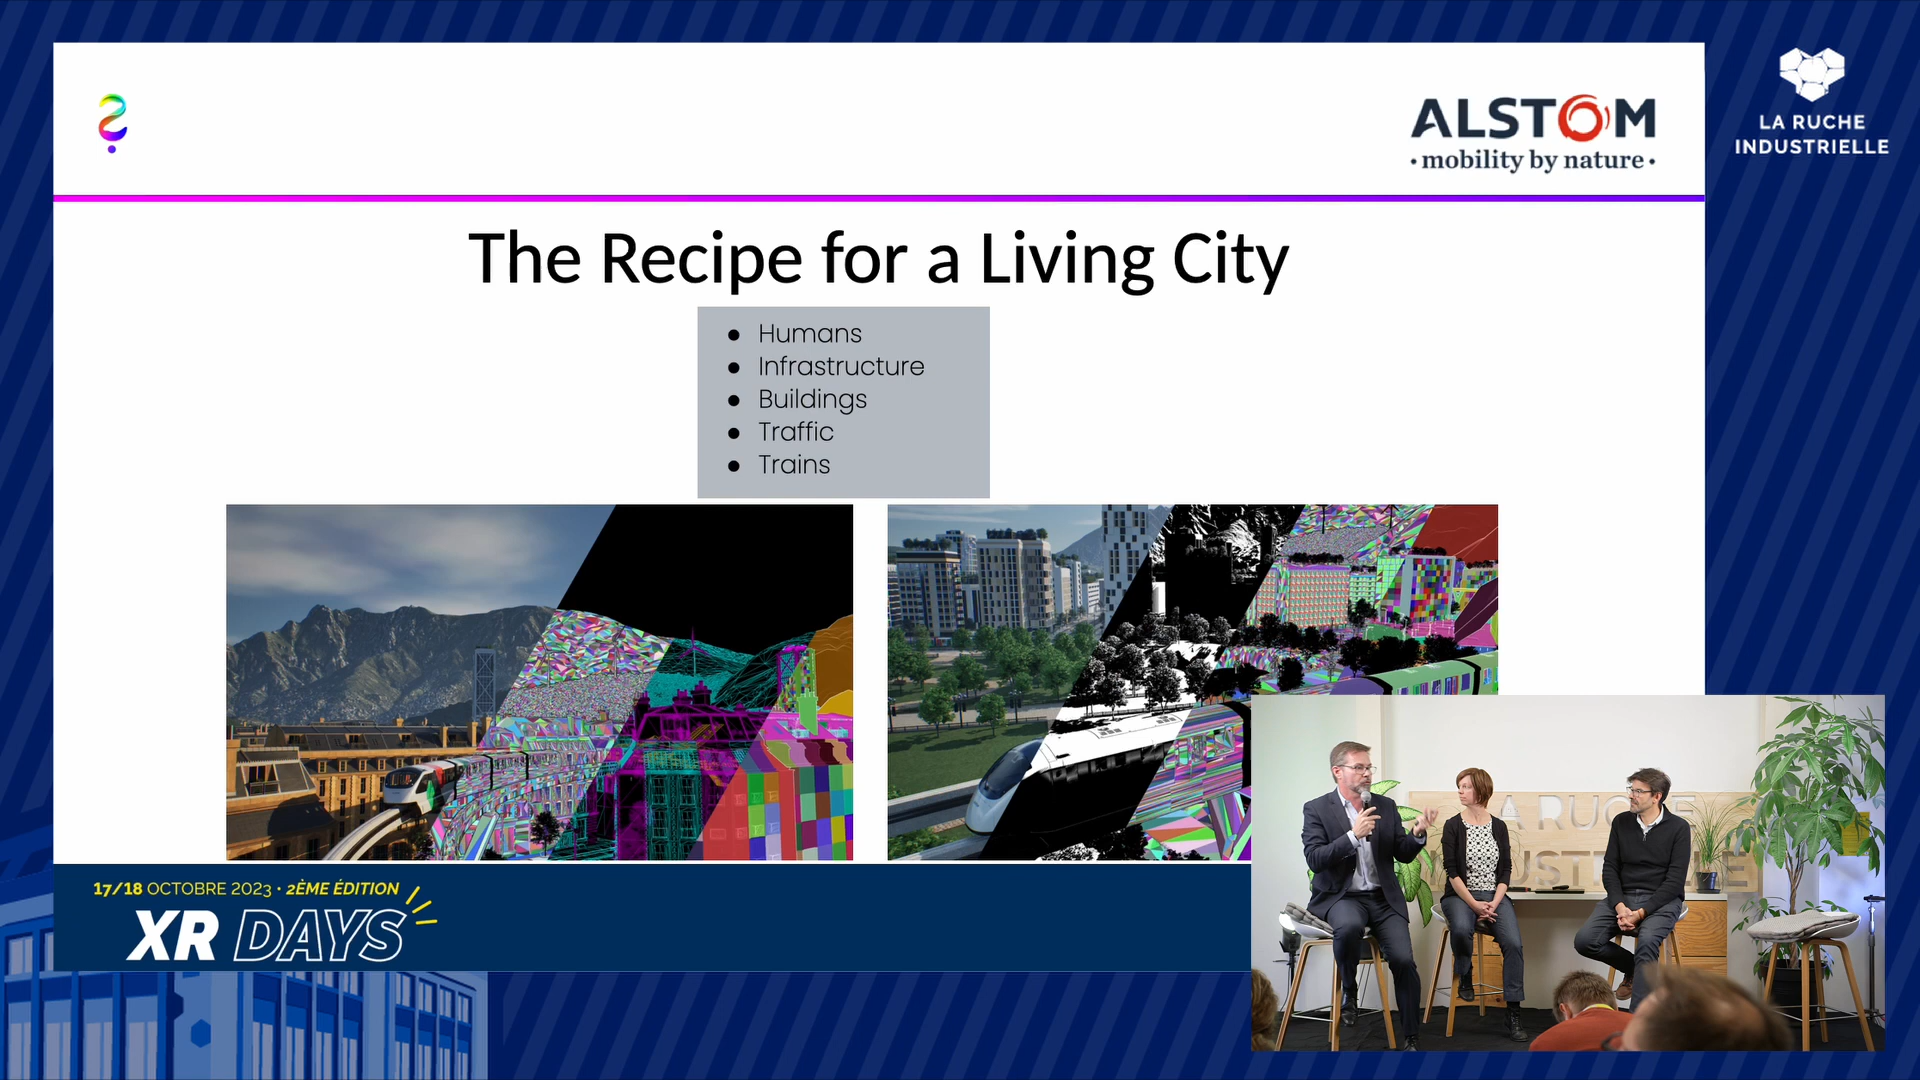 ALSTOM
• mobility by nature •
LA RUCHE
INDUSTRIELLE
The Recipe for a Living City
● Humans
● Infrastructure
● Buildings
● Traffic
● Trains
17/18 OCTOBRE 2023 • 2ÈME ÉDITION
XR DAYS